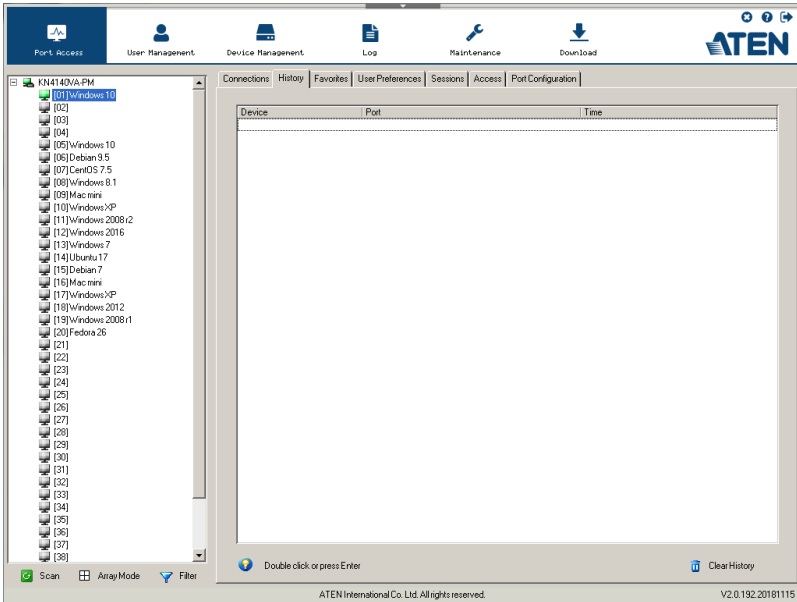 Port Access
User Management
Device Management
Log
Maintenance
Download
ATEN
KN4140VA-PM
[01]Windows 10
[02]
[03]
[04]
[05]Windows 10
[06]Debian 9.5
[07]CentOS 7.5
[08]Windows 8.1
[09]Mac mini
[10]WindowsXP
[11]Windows 2008 r2
[12]Windows 2016
[13]Windows 7
[14]Ubuntu 17
[15]Debian 7
[16]Mac mini
[17]WindowsXP
[18]Windows 2012
[19]Windows 2008 r1
[20]Fedora 26
[21]
[22]
[23]
[24]
[25]
[26]
[27]
[28]
[29]
[30]
[31]
[32]
[33]
[34]
[35]
[36]
[37]
[38]
Scan
Array Mode
Filter
Connections
History
Favorites
User Preferences
Sessions
Access
Port Configuration
Device
Port
Time
Double click or press Enter
Clear History
ATEN International Co. Ltd. All rights reserved.
V2.0.192.20181115